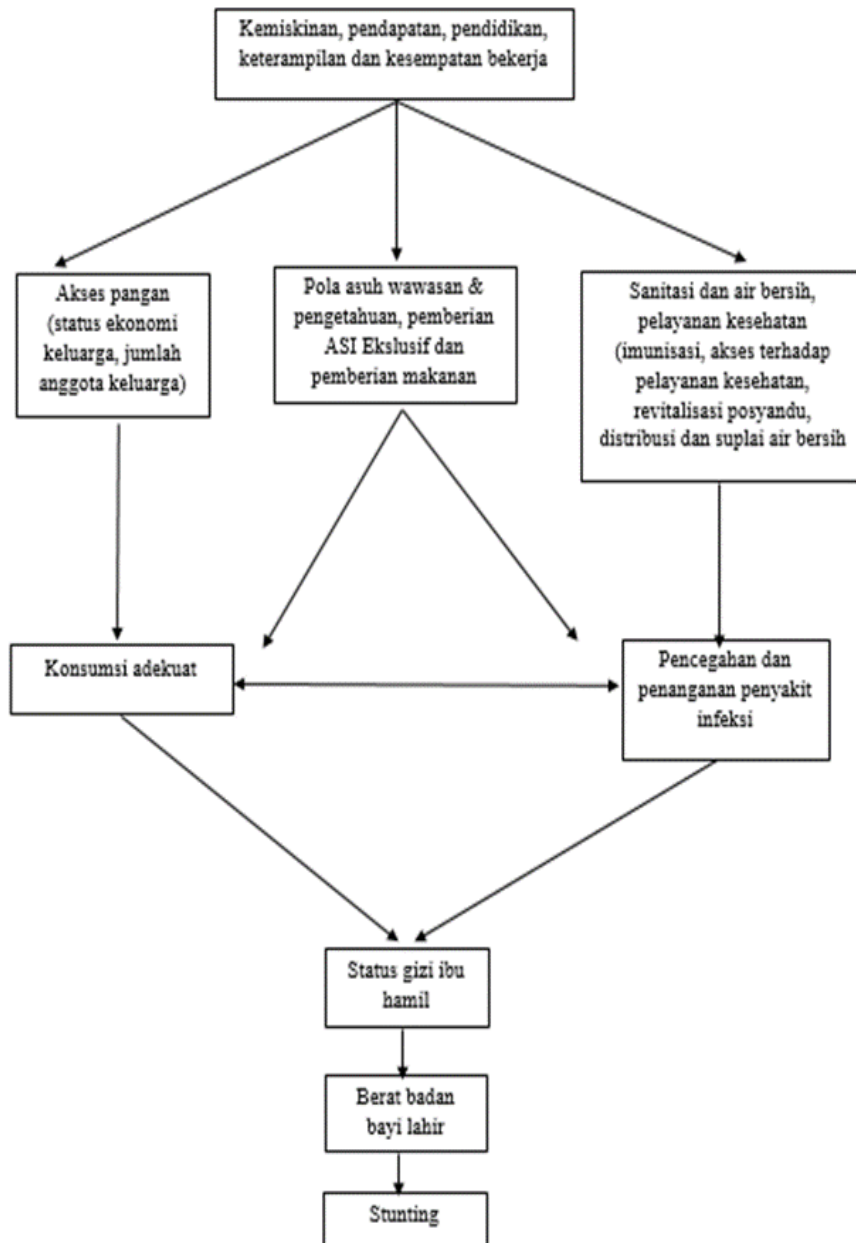 Kemiskinan, pendapatan, pendidikan,
keterampilan dan kesempatan bekerja
Akses pangan
(status ekonomi
keluarga, jumlah
anggota keluarga)
Pola asuh wawasan &
pengetahuan, pemberian
ASI Ekslusif dan
pemberian makanan
Sanitasi dan air bersih,
pelayanan kesehatan
(imunisasi, akses terhadap
pelayanan kesehatan,
revitalisasi posyandu,
distribusi dan suplai air bersih
Konsumsi adekuat
Pencegahan dan
penanganan penyakit
infeksi
Status gizi ibu
hamil
Berat badan
bayi lahir
Stunting